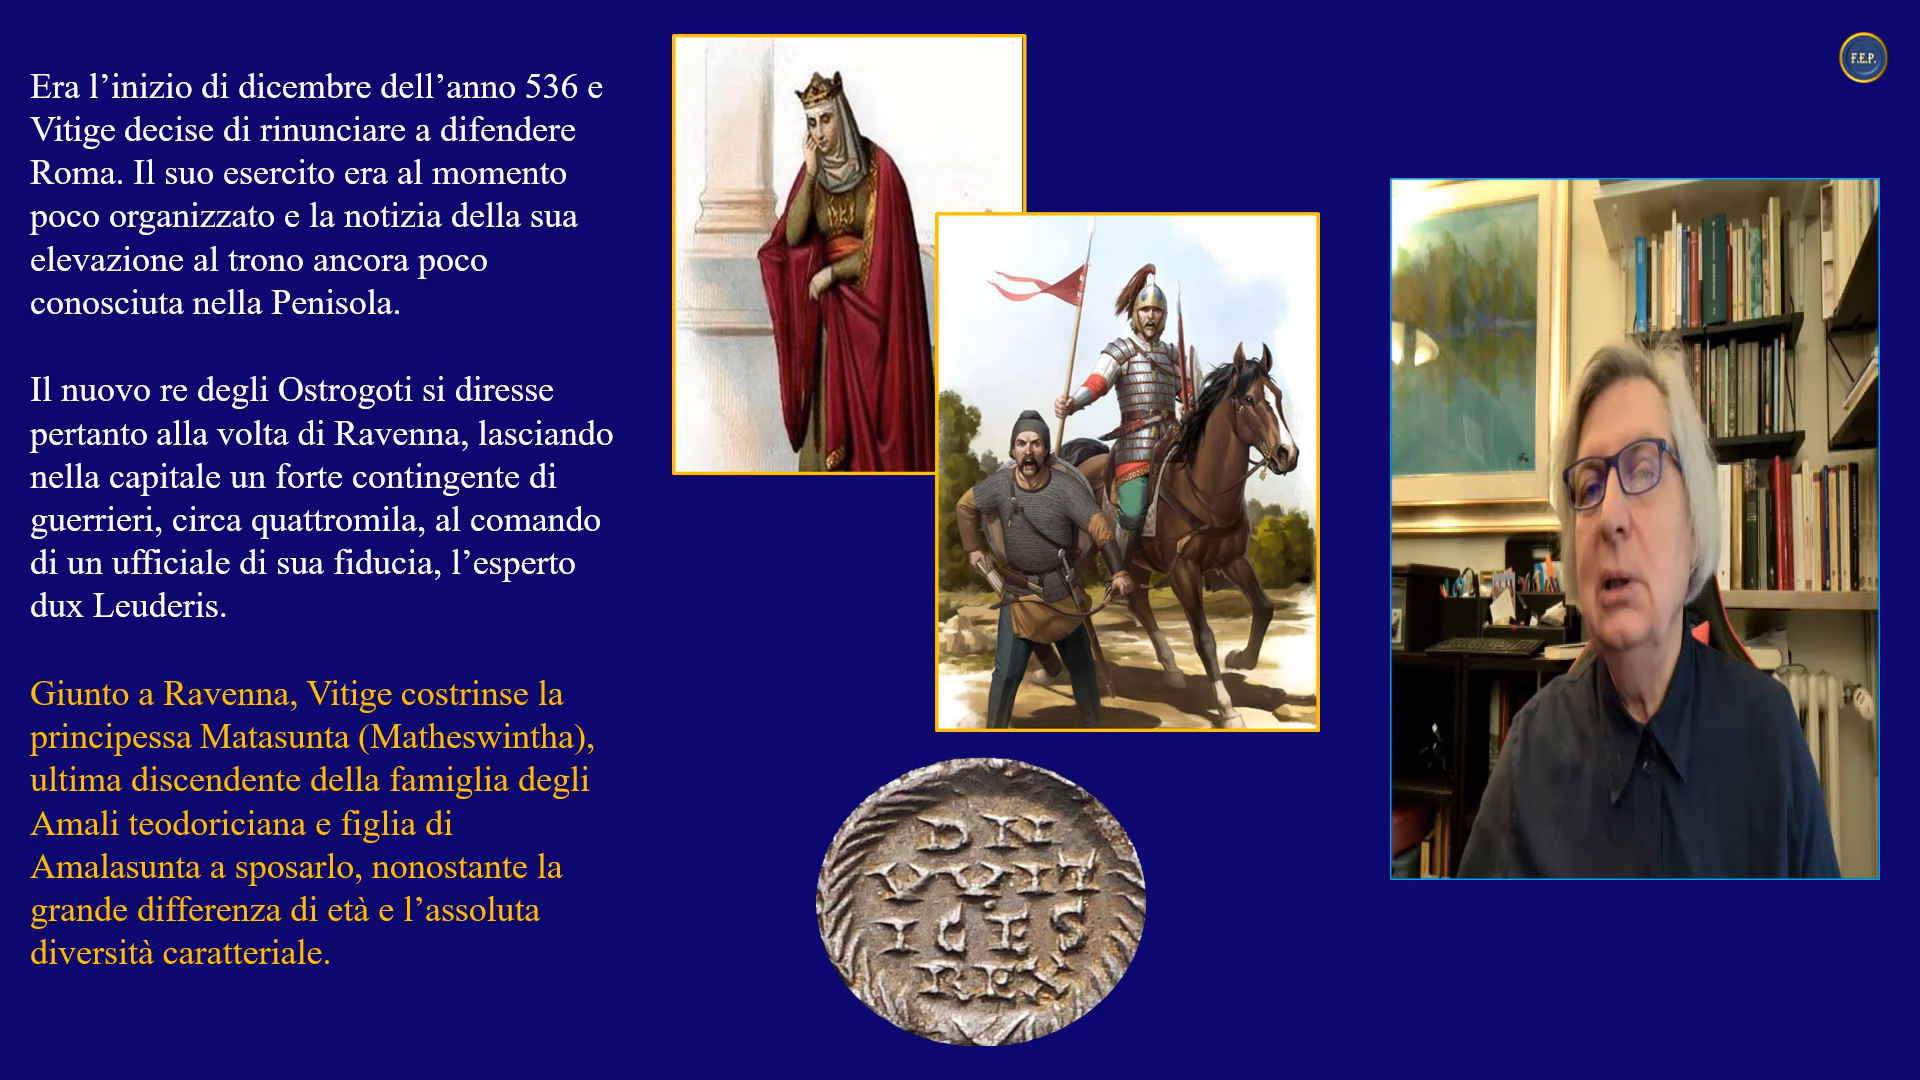 Era l’inizio di dicembre dell’anno 536 e
Vitige decise di rinunciare a difendere
Roma. Il suo esercito era al momento
poco organizzato e la notizia della sua
elevazione al trono ancora poco
conosciuta nella Penisola.
Il nuovo re degli Ostrogoti si diresse
pertanto alla volta di Ravenna, lasciando
nella capitale un forte contingente di
guerrieri, circa quattromila, al comando
di un ufficiale di sua fiducia, l’esperto
dux Leuderis.
Giunto a Ravenna, Vitige costrinse la
principessa Matasunta (Matheswintha),
ultima discendente della famiglia degli
Amali teodoriciana e figlia di
Amalasunta a sposarlo, nonostante la
grande differenza di età e l’assoluta
diversità caratteriale.
DN
VVIT
ICES
REX
F.E.P.